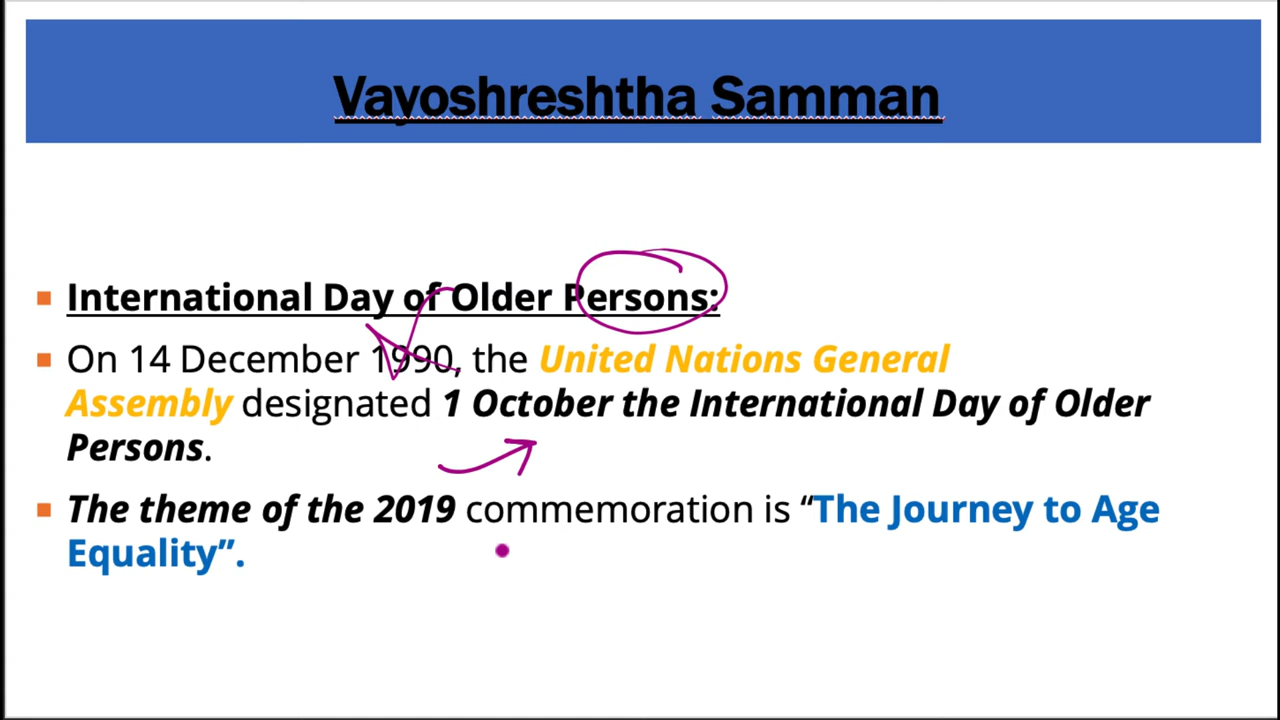 Vayoshreshtha Samman
International Day of Older Persons:
On 14 December 1990, the United Nations General
Assembly designated 1 October the International Day of Older
Persons.
The theme of the 2019 commemoration is “The Journey to Age
Equality”.